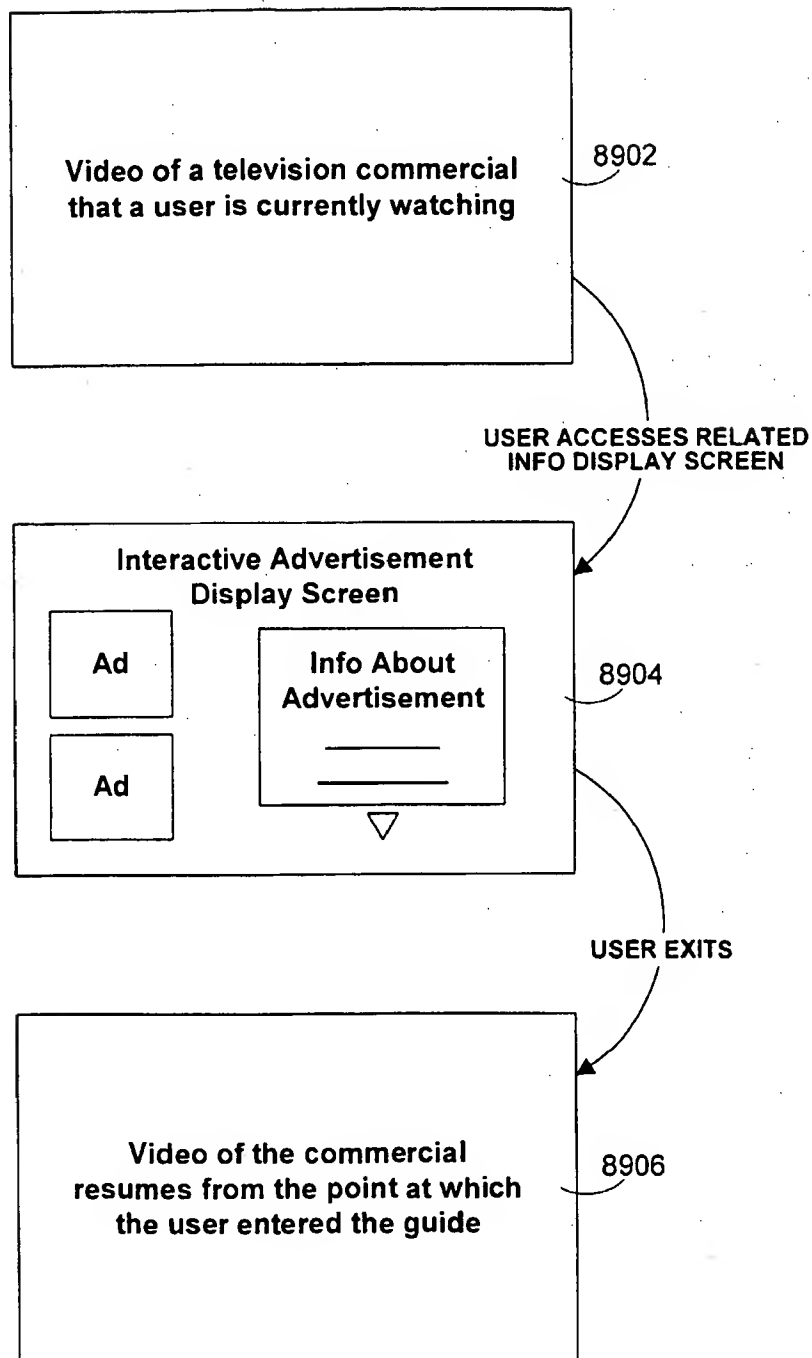 Video of a television commercial
that a user is currently watching
8902
USER ACCESSES RELATED
INFO DISPLAY SCREEN
Interactive Advertisement
Display Screen
Ad
Info About
Advertisement
8904
Ad
USER EXITS
Video of the commercial
resumes from the point at which
the user entered the guide
8906